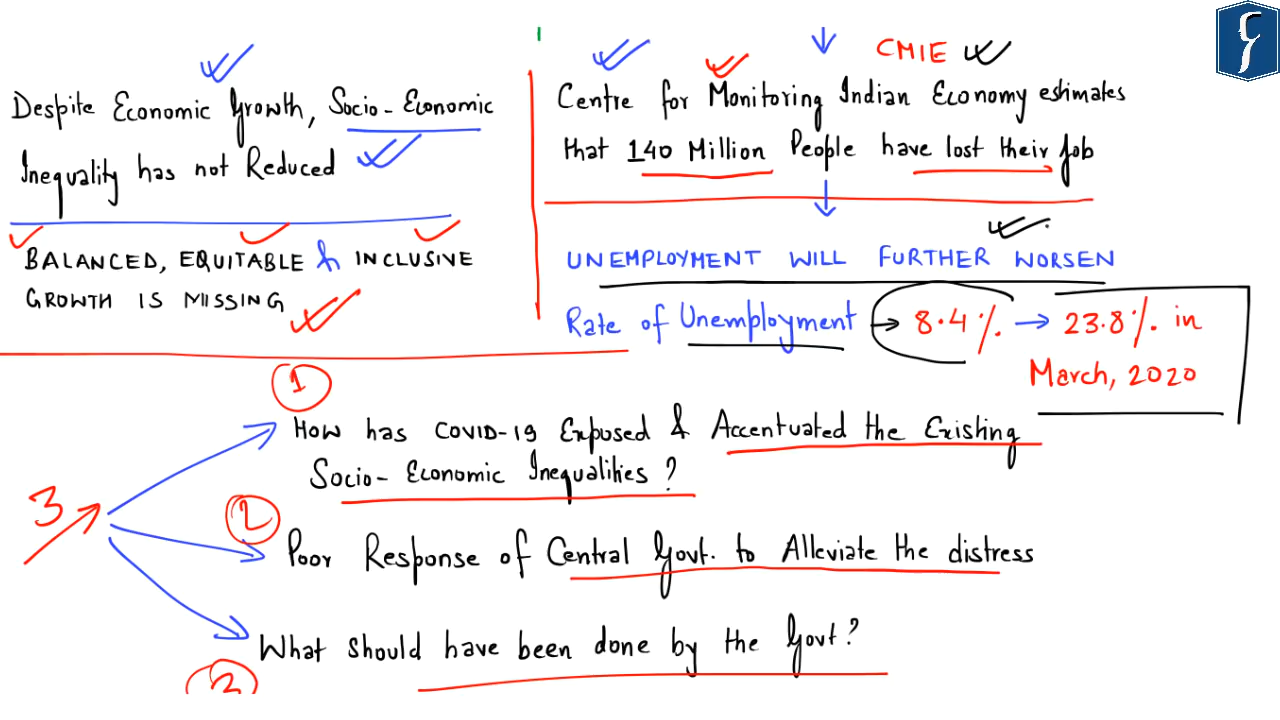 Despite Economic Growth, Socio-Economic
Inequality has not Reduced
BALANCED, EQUITABLE & INCLUSIVE
GROWTH IS MISSING
CMIE
Centre for Monitoring Indian Economy estimates
that 140 Million People have lost their Job
UNEMPLOYMENT WILL FURTHER WORSEN
Rate of Unemployment → 8.4% → 23.8% in
March, 2020
3
1
How has COVID-19 Exposed & Accentuated the Existing
Socio-Economic Inequalities?
2
Poor Response of Central Govt. to Alleviate the distress
3
What should have been done by the Govt?